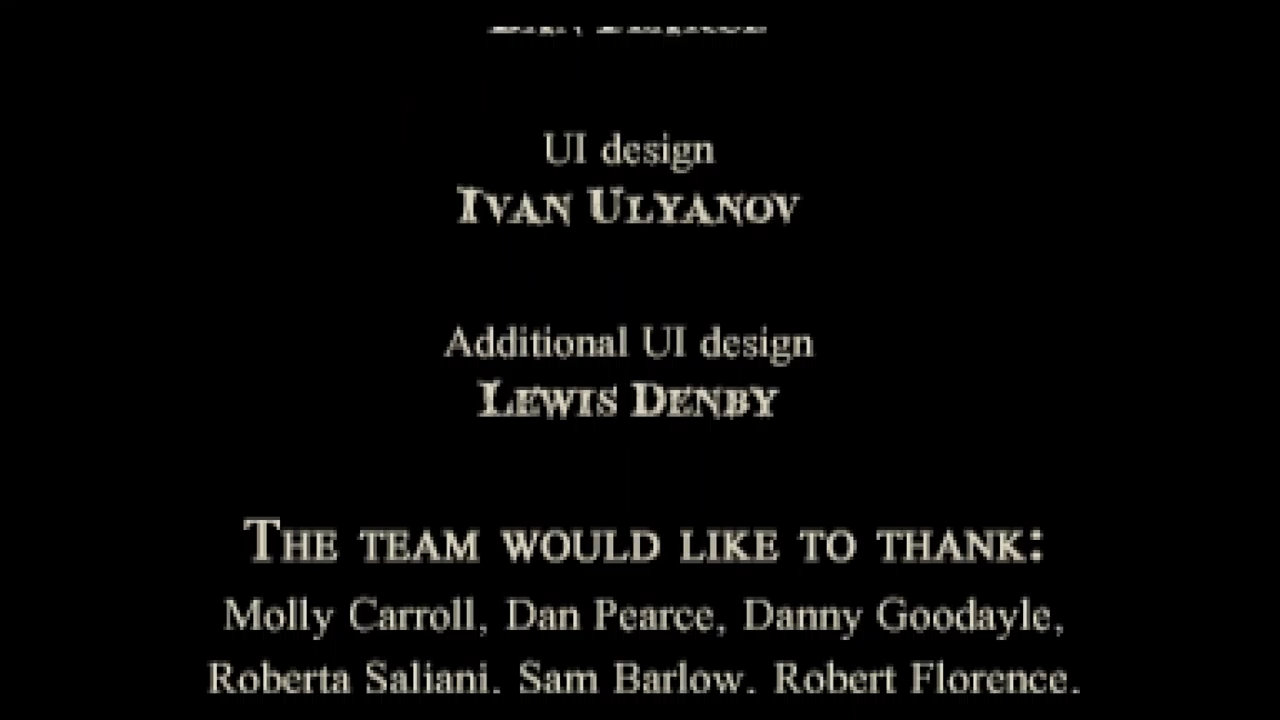 UI design
IVAN ULYANOV
Additional UI design
LEWIS DENBY
THE TEAM WOULD LIKE TO THANK:
Molly Carroll, Dan Pearce, Danny Goodayle,
Roberta Saliani, Sam Barlow, Robert Florence,